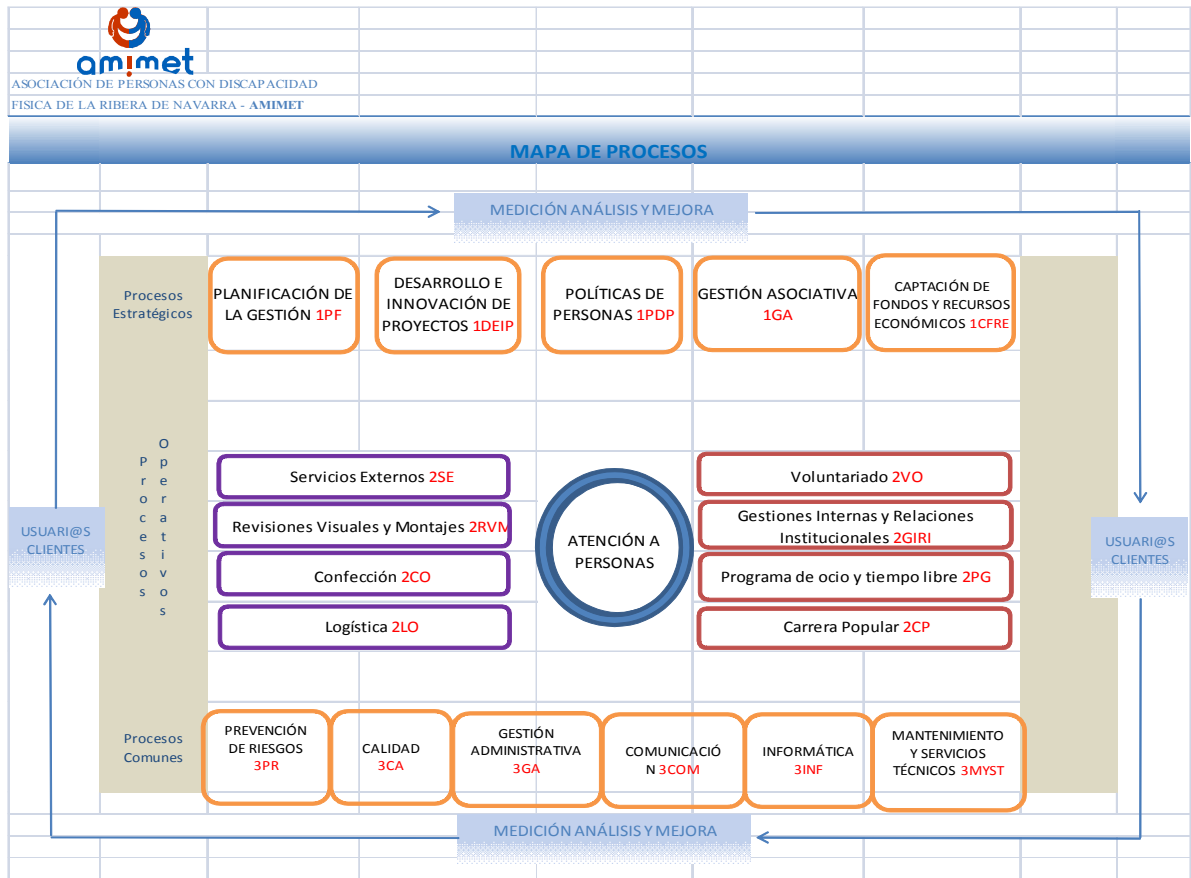 amimet
ASOCIACIÓN DE PERSONAS CON DISCAPACIDAD
FISICA DE LA RIBERA DE NAVARRA - AMIMET
MAPA DE PROCESOS
MEDICIÓN ANÁLISIS Y MEJORA
Procesos
Estratégicos
PLANIFICACIÓN DE
LA GESTIÓN 1PF
DESARROLLO E
INNOVACIÓN DE
PROYECTOS 1DEIP
POLÍTICAS DE
PERSONAS 1PDP
GESTIÓN ASOCIATIVA
1GA
CAPTACIÓN DE
FONDOS Y RECURSOS
ECONÓMICOS 1CFRE
USUARI@S
CLIENTES
Procesos
Operativos
Servicios Externos 2SE
Revisiones Visuales y Montajes 2RVM
Confección 2CO
Logística 2LO
ATENCIÓN A
PERSONAS
Voluntariado 2VO
Gestiones Internas y Relaciones
Institucionales 2GIRI
Programa de ocio y tiempo libre 2PG
Carrera Popular 2CP
USUARI@S
CLIENTES
Procesos
Comunes
PREVENCIÓN
DE RIESGOS
3PR
CALIDAD
3CA
GESTIÓN
ADMINISTRATIVA
3GA
COMUNICACIÓ
N 3COM
INFORMÁTICA
3INF
MANTENIMIENTO
Y SERVICIOS
TÉCNICOS 3MYST
MEDICIÓN ANÁLISIS Y MEJORA